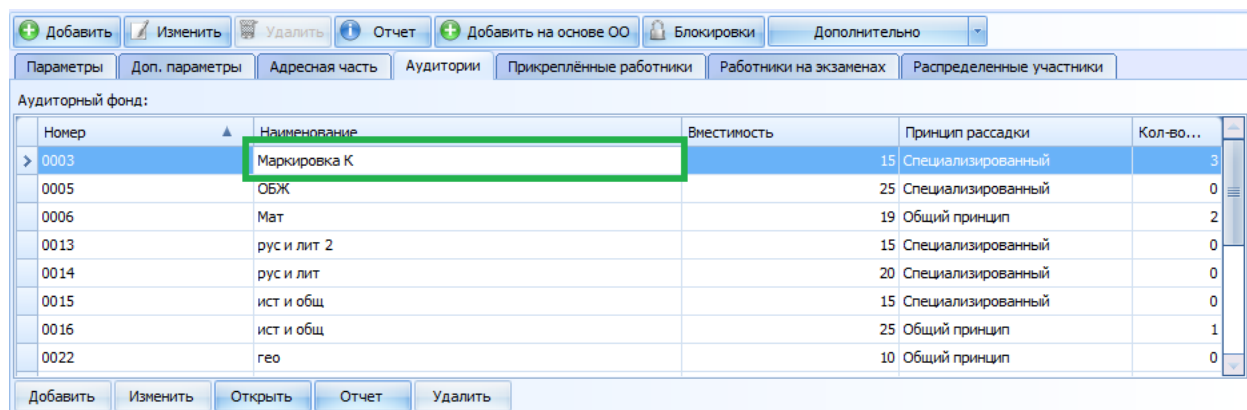 Добавить Изменить Удалить Отчет Добавить на основе ОО Блокировки Дополнительно
Параметры Доп. параметры Адресная часть Аудитории Прикреплённые работники Работники на экзаменах Распределенные участники
Аудиторный фонд:
Номер Наименование Вместимость Принцип рассадки Кол-во...
0003 Маркировка К 15 Специализированный 3
0005 ОБЖ 25 Специализированный 0
0006 Мат 19 Общий принцип 2
0013 рус и лит 2 15 Специализированный 0
0014 рус и лит 20 Специализированный 0
0015 ист и общ 15 Специализированный 0
0016 ист и общ 25 Общий принцип 1
0022 гео 10 Общий принцип 0
Добавить Изменить Открыть Отчет Удалить